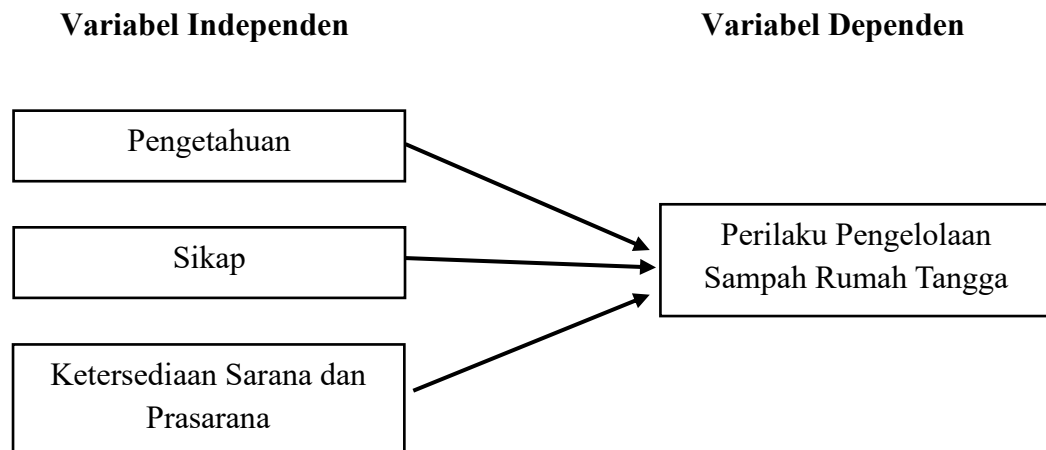 Variabel Independen
Variabel Dependen
Pengetahuan
Sikap
Ketersediaan Sarana dan
Prasarana
Perilaku Pengelolaan
Sampah Rumah Tangga